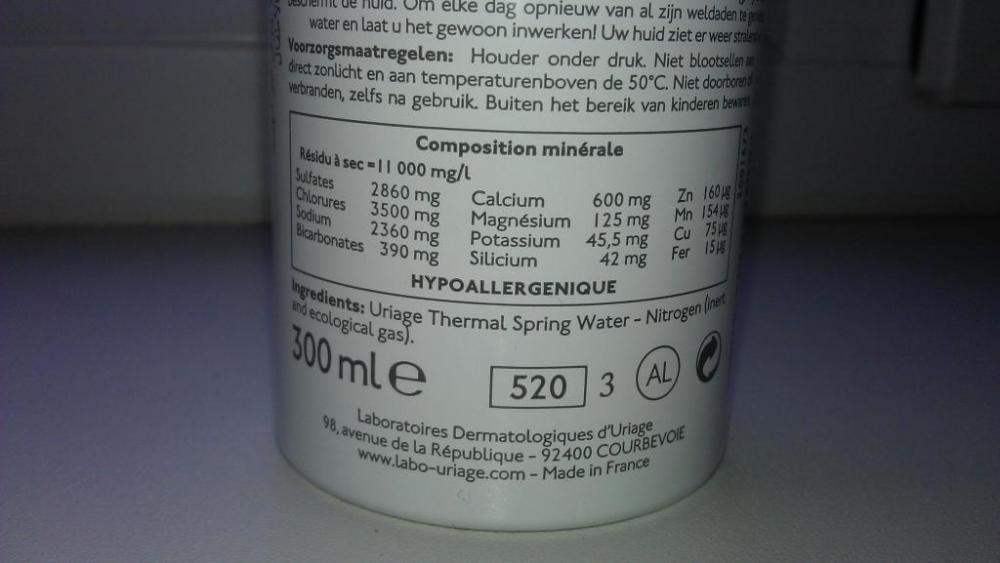 de huid. Om elke dag opnieuw van al zijn weldaden te
water en laat u het gewoon inwerken! Uw huid ziet er weer
Voorzorgsmaatregelen: Houder onder druk. Niet blootsellen
direct zonlicht en aan temperaturenboven de 50°C. Niet doorboren
verbranden, zelfs na gebruik. Buiten het bereik van kinderen
Composition minérale
Résidu à sec = 11 000 mg/l
Sulfates 2860 mg Calcium 600 mg Zn 160 µg
Chlorures 3500 mg Magnésium 125 mg Mn 154 µg
Sodium 2360 mg Potassium 45,5 mg Cu 75 µg
Bicarbonates 390 mg Silicium 42 mg Fer 15 µg
HYPOALLERGENIQUE
Ingredients: Uriage Thermal Spring Water - Nitrogen (inert
and ecological gas).
300 ml e
520 3 AL
Laboratoires Dermatologiques d'Uriage
98, avenue de la République - 92400 COURBEVOIE
www.labo-uriage.com - Made in France